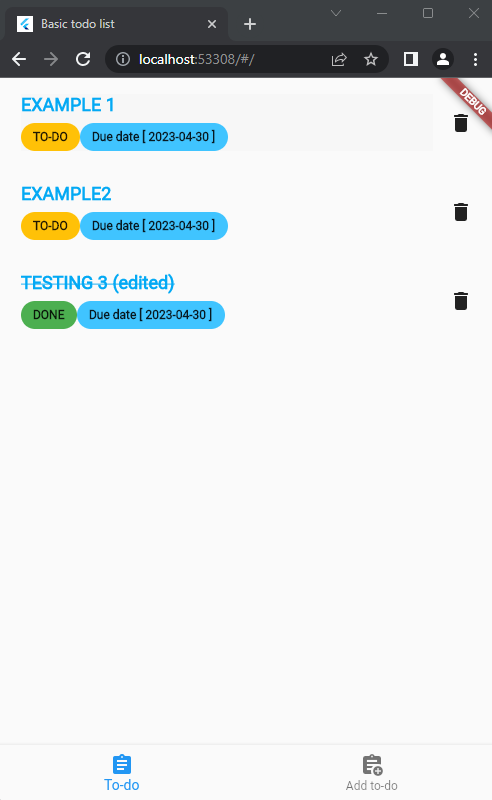 Basic todo list
localhost:53308/#/
DEBUG
EXAMPLE 1
TO-DO Due date [ 2023-04-30 ]
EXAMPLE2
TO-DO Due date [ 2023-04-30 ]
TESTING 3 (edited)
DONE Due date [ 2023-04-30 ]
To-do Add to-do